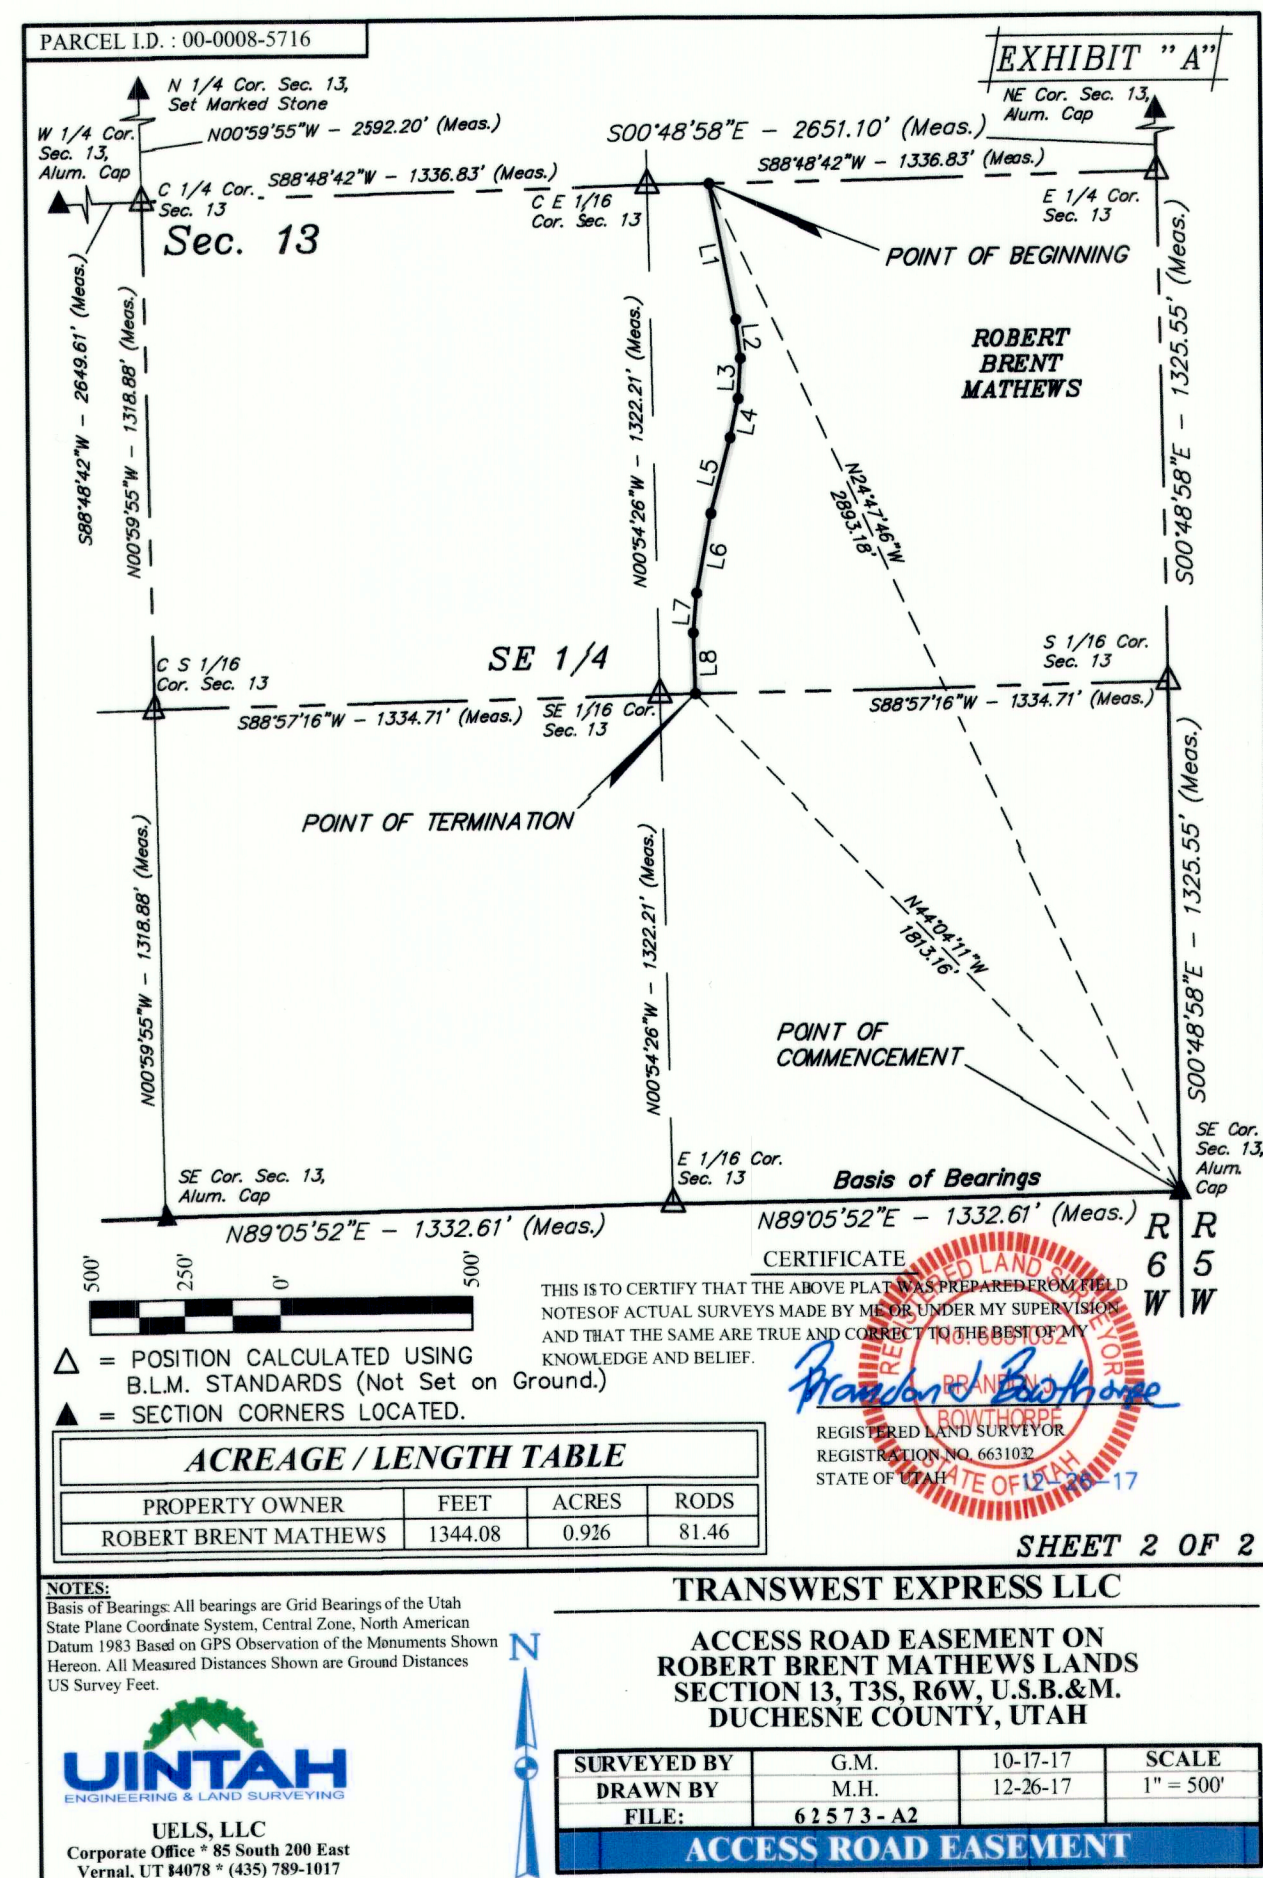 PARCEL I.D. : 00-0008-5716
EXHIBIT "A"
N 1/4 Cor. Sec. 13,
Set Marked Stone
NE Cor. Sec. 13,
Alum. Cap
W 1/4 Cor.
Sec. 13,
Alum. Cap
N00°59'55"W - 2592.20' (Meas.)
S00°48'58"E - 2651.10' (Meas.)
S88°48'42"W - 1336.83' (Meas.)
S88°48'42"W - 1336.83' (Meas.)
C 1/4 Cor.
Sec. 13
C E 1/16
Cor. Sec. 13
E 1/4 Cor.
Sec. 13
Sec. 13
POINT OF BEGINNING
L1
L2
L3
L4
L5
L6
L7
L8
ROBERT
BRENT
MATHEWS
S88°48'42"W - 2649.61' (Meas.)
N00°59'55"W - 1318.88' (Meas.)
N00°54'26"W - 1322.21' (Meas.)
N24°47'46"W
2893.18'
S00°48'58"E - 1325.55' (Meas.)
SE 1/4
C S 1/16
Cor. Sec. 13
S 1/16 Cor.
Sec. 13
S88°57'16"W - 1334.71' (Meas.)
SE 1/16 Cor.
Sec. 13
S88°57'16"W - 1334.71' (Meas.)
POINT OF TERMINATION
N00°59'55"W - 1318.88' (Meas.)
N00°54'26"W - 1322.21' (Meas.)
N44°04'11"W
1813.16'
S00°48'58"E - 1325.55' (Meas.)
POINT OF
COMMENCEMENT
SE Cor. Sec. 13,
Alum. Cap
E 1/16 Cor.
Sec. 13
Basis of Bearings
SE Cor.
Sec. 13,
Alum.
Cap
N89°05'52"E - 1332.61' (Meas.)
N89°05'52"E - 1332.61' (Meas.)
R R
6 5
W W
500' 250' 0' 500'
CERTIFICATE
THIS IS TO CERTIFY THAT THE ABOVE PLAT WAS PREPARED FROM FIELD
NOTES OF ACTUAL SURVEYS MADE BY ME OR UNDER MY SUPERVISION
AND THAT THE SAME ARE TRUE AND CORRECT TO THE BEST OF MY
KNOWLEDGE AND BELIEF.
REGISTERED LAND SURVEYOR
No. 6631032
BRANDON J.
BOWTHORPE
STATE OF UTAH
Brandon J Bowthorpe
12-26-17
REGISTERED LAND SURVEYOR
REGISTRATION NO. 6631032
STATE OF UTAH
△ = POSITION CALCULATED USING
B.L.M. STANDARDS (Not Set on Ground.)
▲ = SECTION CORNERS LOCATED.
ACREAGE / LENGTH TABLE
PROPERTY OWNER FEET ACRES RODS
ROBERT BRENT MATHEWS 1344.08 0.926 81.46
SHEET 2 OF 2
NOTES:
Basis of Bearings: All bearings are Grid Bearings of the Utah
State Plane Coordinate System, Central Zone, North American
Datum 1983 Based on GPS Observation of the Monuments Shown
Hereon. All Measured Distances Shown are Ground Distances
US Survey Feet.
N
UINTAH
ENGINEERING & LAND SURVEYING
UELS, LLC
Corporate Office * 85 South 200 East
Vernal, UT 84078 * (435) 789-1017
TRANSWEST EXPRESS LLC
ACCESS ROAD EASEMENT ON
ROBERT BRENT MATHEWS LANDS
SECTION 13, T3S, R6W, U.S.B.&M.
DUCHESNE COUNTY, UTAH
SURVEYED BY G.M. 10-17-17 SCALE
DRAWN BY M.H. 12-26-17 1" = 500'
FILE: 62573-A2
ACCESS ROAD EASEMENT